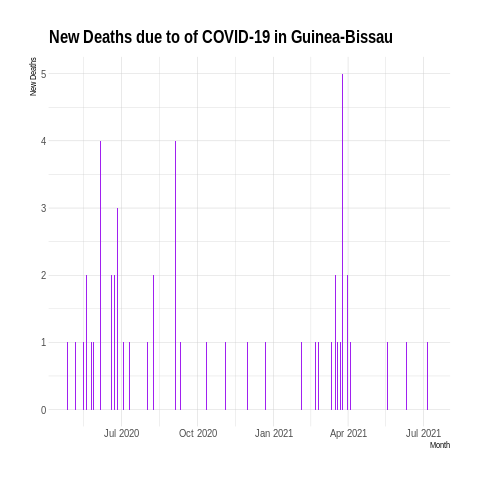 New Deaths due to of COVID-19 in Guinea-Bissau
New Deaths
5
4
3
2
1
0
Jul 2020 Oct 2020 Jan 2021 Apr 2021 Jul 2021
Month